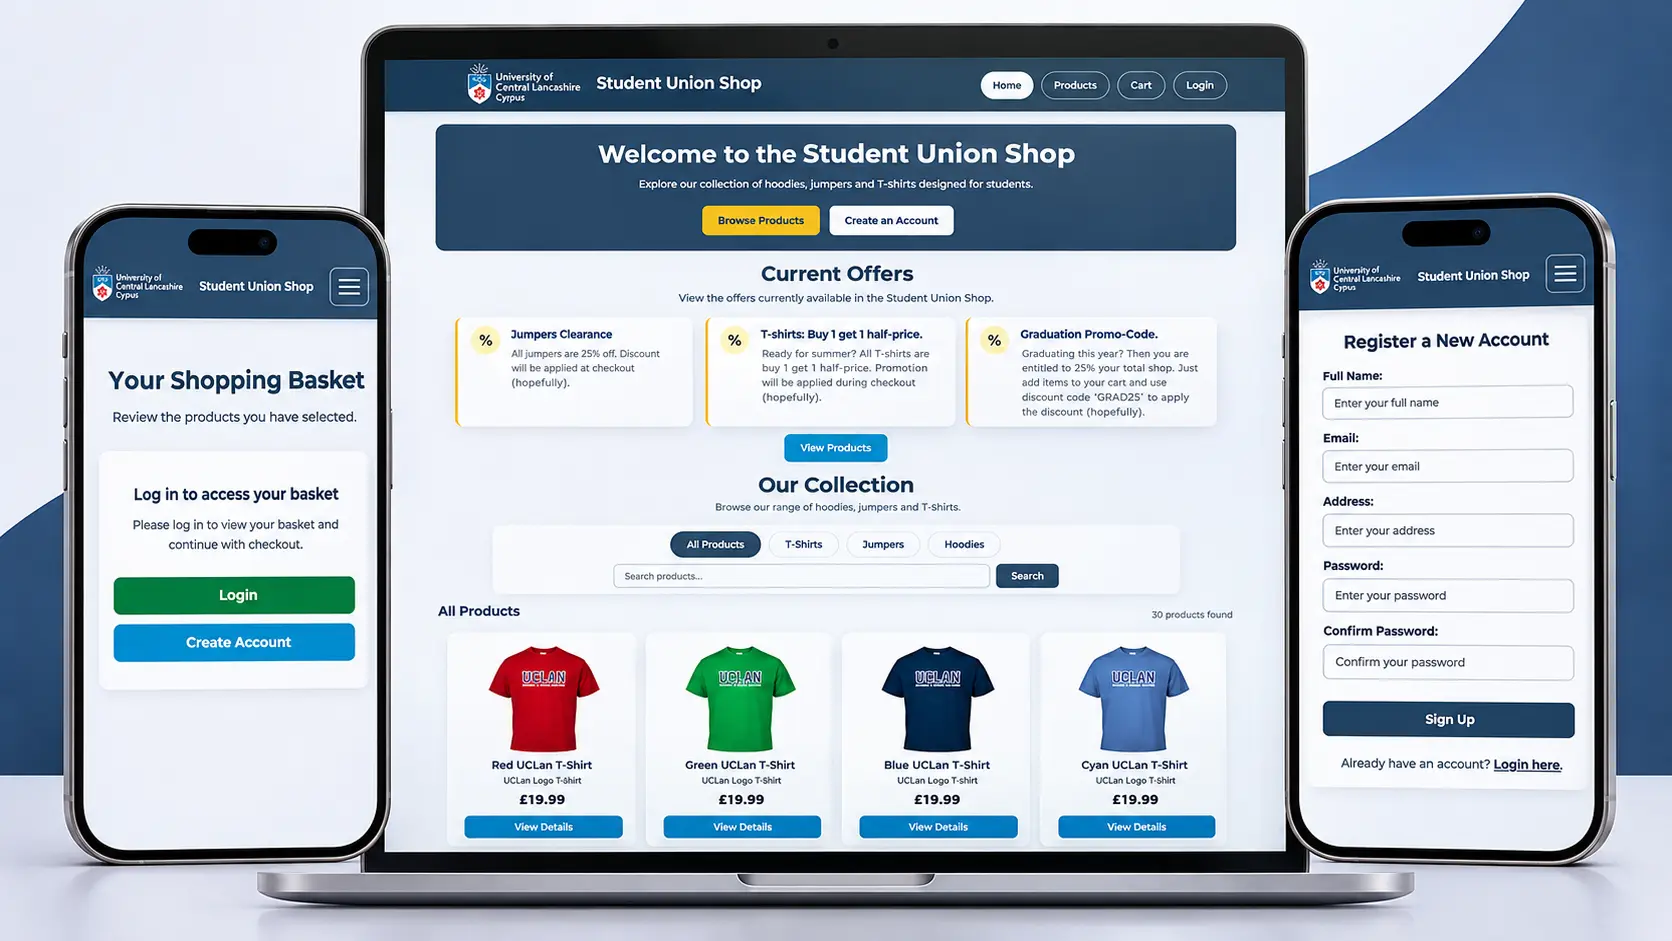 University of
Central Lancashire
Cyrpus
Student Union Shop
Home
Products
Cart
Login
Welcome to the Student Union Shop
Explore our collection of hoodies, jumpers and T-shirts designed for students.
Browse Products
Create an Account
Current Offers
View the offers currently available in the Student Union Shop.
%
Jumpers Clearance
All jumpers are 25% off. Discount
will be applied at checkout
(hopefully).
%
T-shirts: Buy 1 get 1 half-price.
Ready for summer? All T-shirts are
buy 1 get 1 half-price. Promotion
will be applied during checkout
(hopefully).
%
Graduation Promo-Code.
Graduating this year? Then you are
entitled to 25% your total shop. Just
add items to your cart and use
discount code 'GRAD25' to apply
the discount (hopefully).
View Products
Our Collection
Browse our range of hoodies, jumpers and T-Shirts.
All Products
T-Shirts
Jumpers
Hoodies
Search products...
Search
All Products
30 products found
UCLAN
UCLAN
UCLAN
UCLAN
Red UCLan T-Shirt
UCLan Logo T-Shirt
£19.99
View Details
Green UCLan T-Shirt
UCLan Logo T-Shirt
£19.99
View Details
Blue UCLan T-Shirt
UCLan Logo T-shirt
£19.99
View Details
Cyan UCLan T-Shirt
UCLan Logo T-Shirt
£19.99
View Details
University of
Central Lancashire
Cypus
Student Union Shop
Your Shopping Basket
Review the products you have selected.
Log in to access your basket
Please log in to view your basket and
continue with checkout.
Login
Create Account
University of
Central Lancashire
Cypus
Student Union Shop
Register a New Account
Full Name:
Enter your full name
Email:
Enter your email
Address:
Enter your address
Password:
Enter your password
Confirm Password:
Confirm your password
Sign Up
Already have an account? Login here.